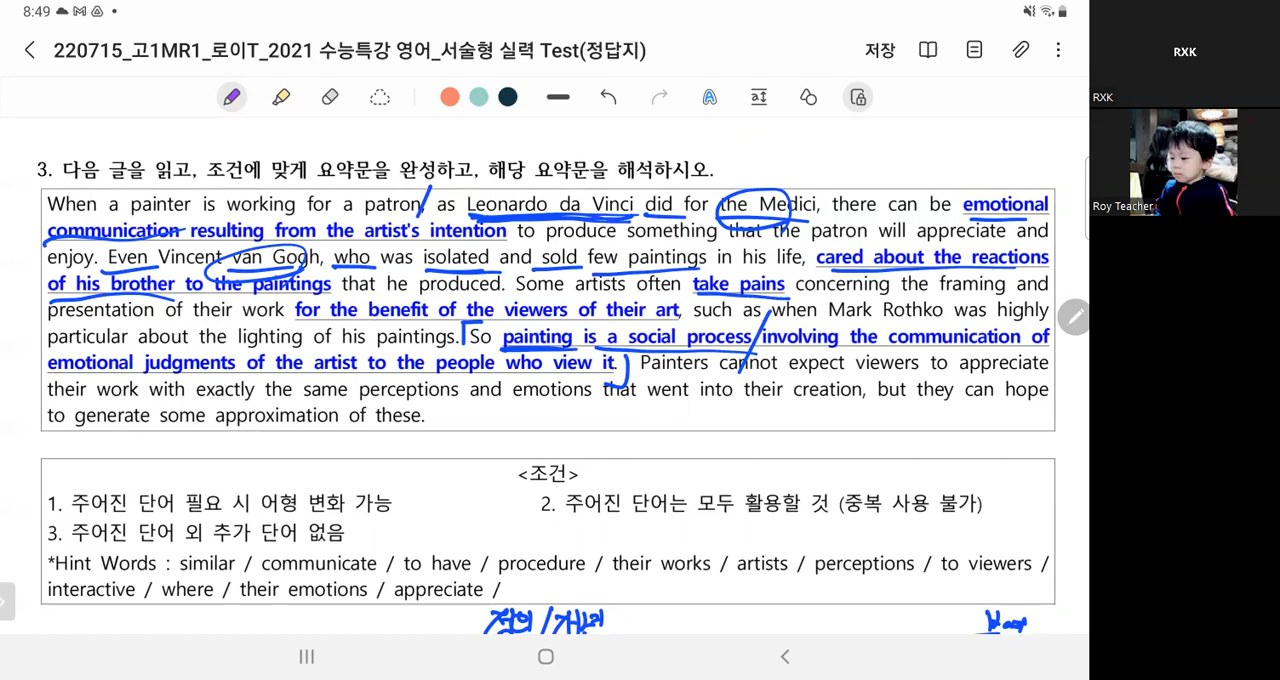 8:49
RXK
220715_고1MR1_로이T_2021 수능특강 영어_서술형 실력 Test(정답지)
저장
RXK
Roy Teacher
3. 다음 글을 읽고, 조건에 맞게 요약문을 완성하고, 해당 요약문을 해석하시오.
When a painter is working for a patron, as Leonardo da Vinci did for the Medici, there can be emotional
communication resulting from the artist's intention to produce something that the patron will appreciate and
enjoy. Even Vincent van Gogh, who was isolated and sold few paintings in his life, cared about the reactions
of his brother to the paintings that he produced. Some artists often take pains concerning the framing and
presentation of their work for the benefit of the viewers of their art, such as when Mark Rothko was highly
particular about the lighting of his paintings. So painting is a social process involving the communication of
emotional judgments of the artist to the people who view it. Painters cannot expect viewers to appreciate
their work with exactly the same perceptions and emotions that went into their creation, but they can hope
to generate some approximation of these.
<조건>
1. 주어진 단어 필요 시 어형 변화 가능 2. 주어진 단어는 모두 활용할 것 (중복 사용 불가)
3. 주어진 단어 외 추가 단어 없음
*Hint Words : similar / communicate / to have / procedure / their works / artists / perceptions / to viewers /
interactive / where / their emotions / appreciate /